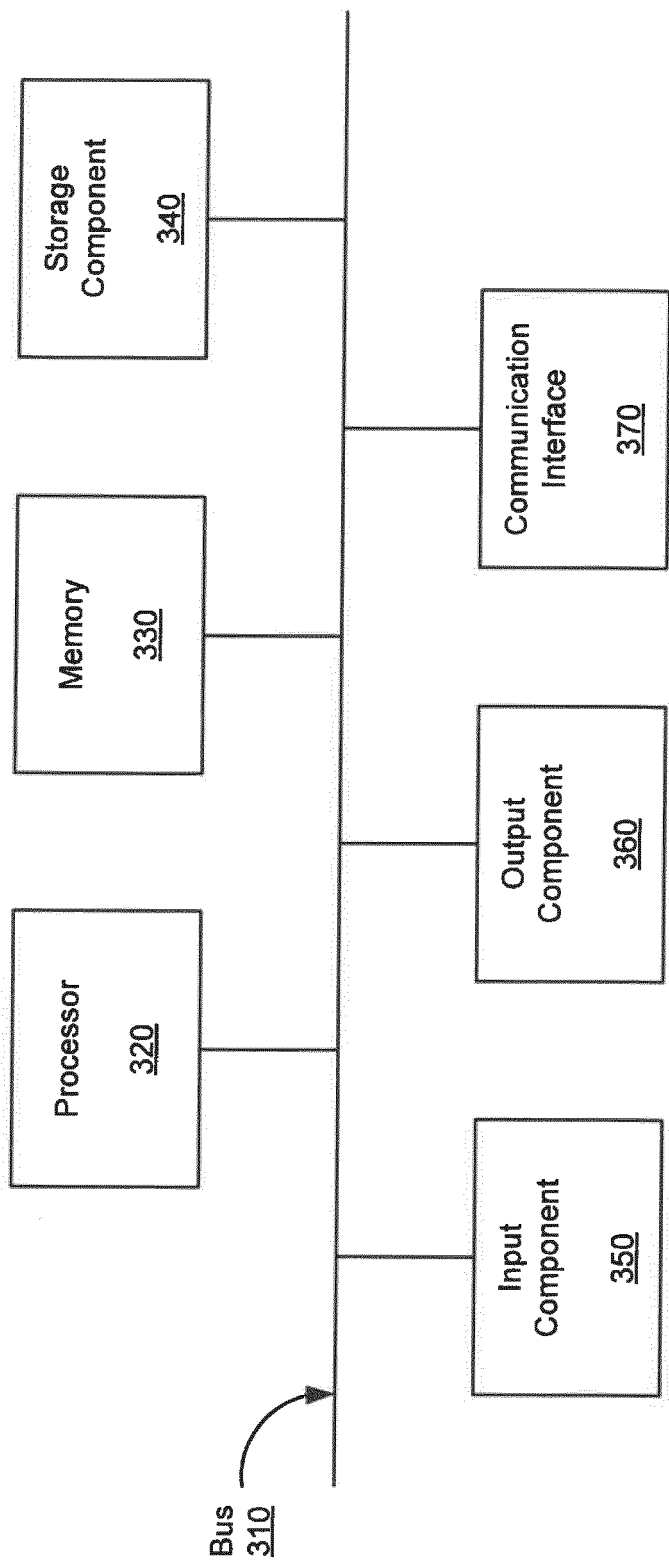 Bus
310
Processor
320
Memory
330
Storage
Component
340
Input
Component
350
Output
Component
360
Communication
Interface
370